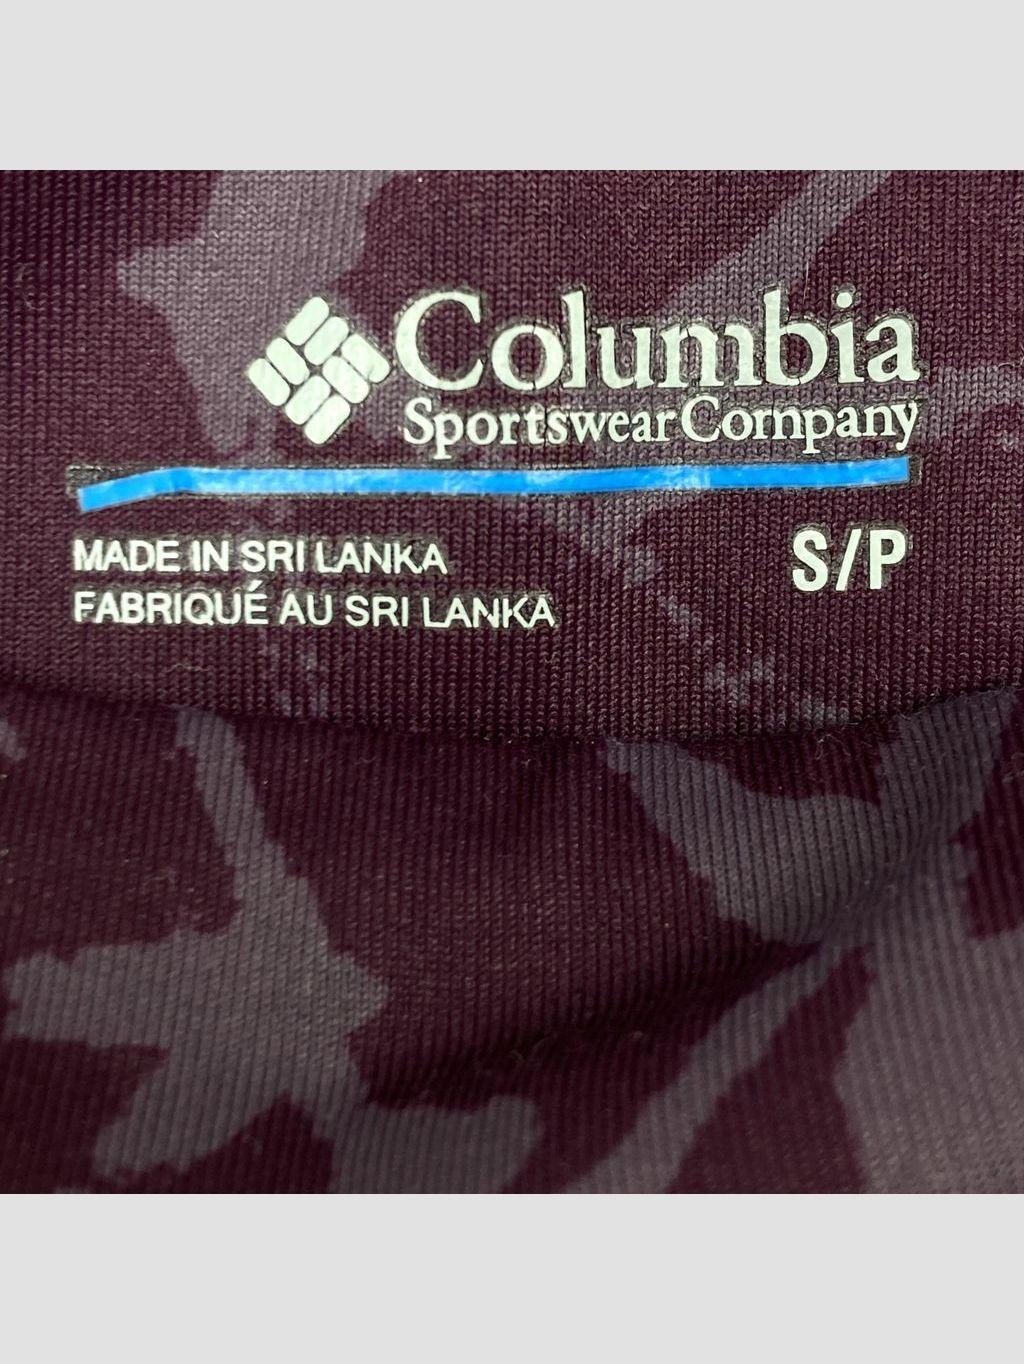 Columbia
Sportswear Company
MADE IN SRI LANKA
S/P
FABRIQUÉ AU SRI LANKA